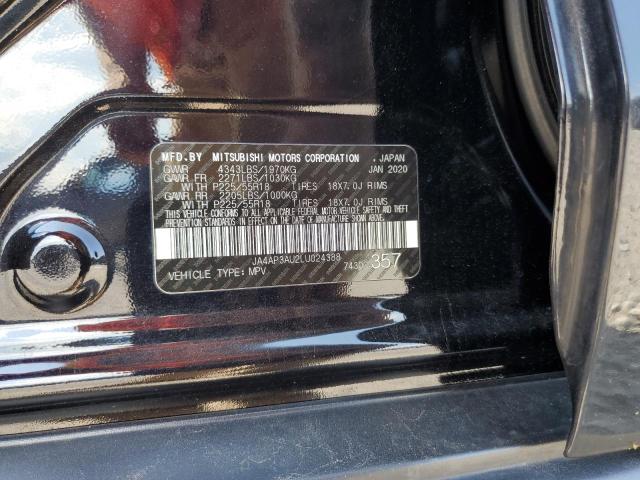 MFD.BY MITSUBISHI MOTORS CORPORATION , JAPAN
GVWR 4343LBS/1970KG JAN 2020
GAWR.FR 2271LBS/1030KG
WITH P225/55R18 TIRES 18X7.0J RIMS
GAWR.RR 2205LBS/1000KG
WITH P225/55R18 TIRES 18X7.0J RIMS
THIS VEHICLE CONFORMS TO ALL APPLICABLE FEDERAL MOTOR VEHICLE SAFETY, BUMPER, AND THEFT
PREVENTION STANDARDS IN EFFECT ON THE DATE OF MANUFACTURE SHOWN ABOVE.
JA4AP3AU2LU024388
VEHICLE TYPE:MPV 357